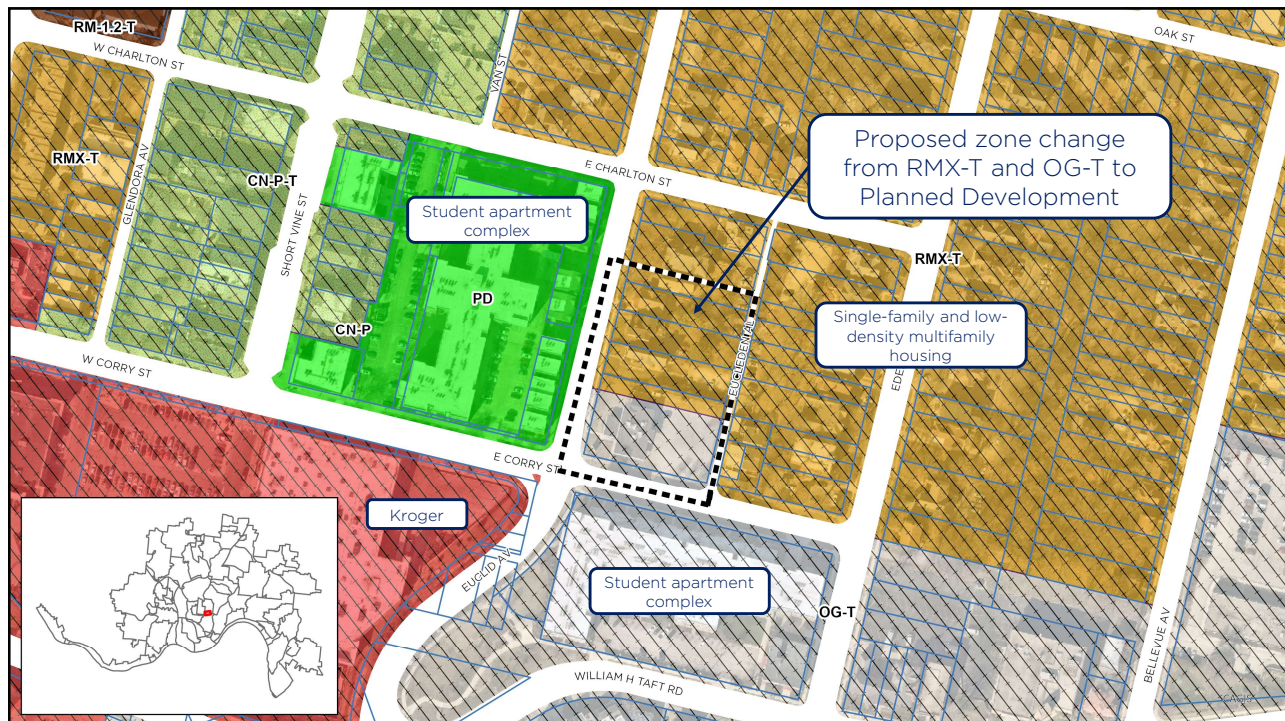 RM-1.2-T
W CHARLTON ST
VAN ST
OAK ST
Proposed zone change
from RMX-T and OG-T to
Planned Development
RMX-T
GLENDORA AV
CN-P-T
SHORT VINE ST
E CHARLTON ST
Student apartment
complex
PD
CN-P
RMX-T
Single-family and low-
density multifamily
housing
EUCLEDEN AL
EDE
W CORRY ST
E CORRY ST
Kroger
EUCLID AV
Student apartment
complex
OG-T
WILLIAM H TAFT RD
BELLEVUE AV